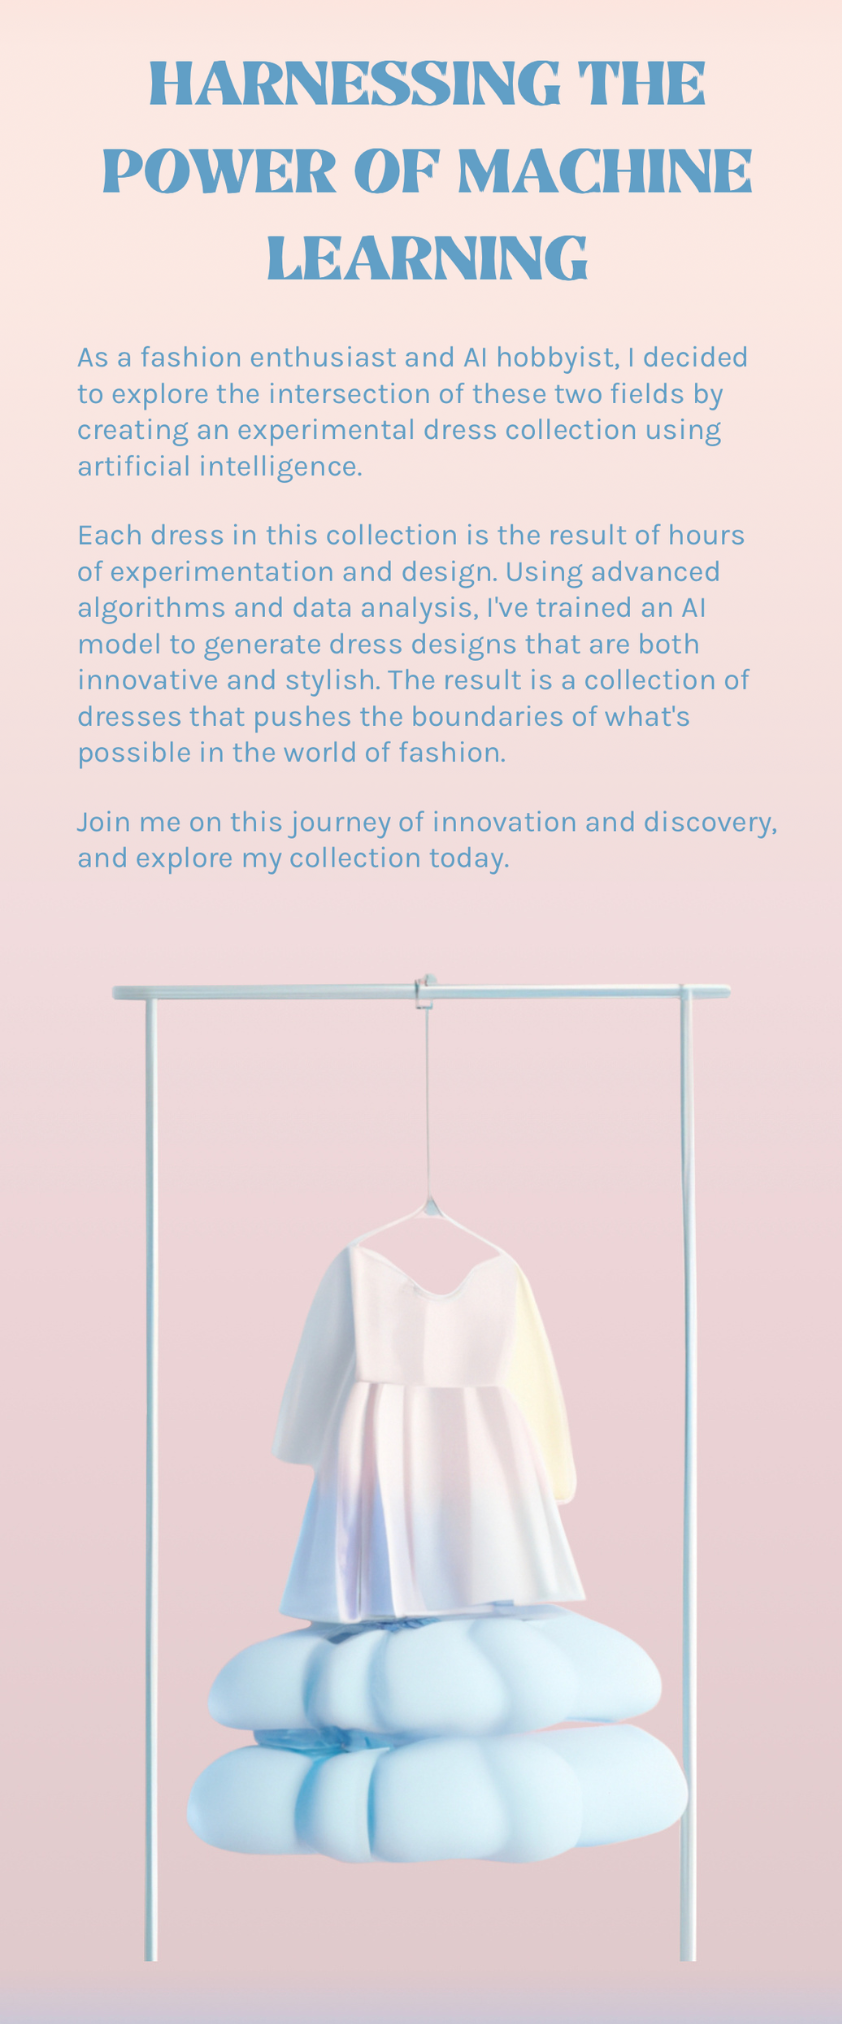 HARNESSING THE
POWER OF MACHINE
LEARNING
As a fashion enthusiast and AI hobbyist, I decided
to explore the intersection of these two fields by
creating an experimental dress collection using
artificial intelligence.
Each dress in this collection is the result of hours
of experimentation and design. Using advanced
algorithms and data analysis, I've trained an AI
model to generate dress designs that are both
innovative and stylish. The result is a collection of
dresses that pushes the boundaries of what's
possible in the world of fashion.
Join me on this journey of innovation and discovery,
and explore my collection today.